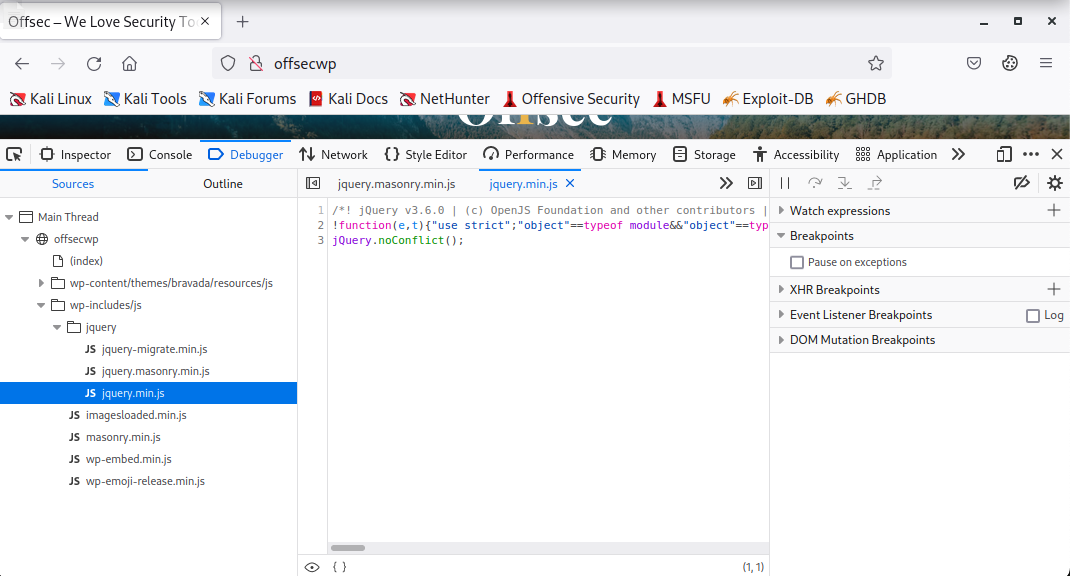 Offsec – We Love Security To
offsecwp
Kali Linux Kali Tools Kali Forums Kali Docs NetHunter Offensive Security MSFU Exploit-DB GHDB
Offsec
Inspector Console Debugger Network Style Editor Performance Memory Storage Accessibility Application
Sources Outline
jquery.masonry.min.js jquery.min.js
Main Thread
offsecwp
(index)
wp-content/themes/bravada/resources/js
wp-includes/js
jquery
JS jquery-migrate.min.js
JS jquery.masonry.min.js
JS jquery.min.js
JS imagesloaded.min.js
JS masonry.min.js
JS wp-embed.min.js
JS wp-emoji-release.min.js
1 /*! jQuery v3.6.0 | (c) OpenJS Foundation and other contributors |
2 !function(e,t){"use strict";"object"==typeof module&&"object"==typ
3 jQuery.noConflict();
{ } (1, 1)
Watch expressions
Breakpoints
Pause on exceptions
XHR Breakpoints
Event Listener Breakpoints Log
DOM Mutation Breakpoints